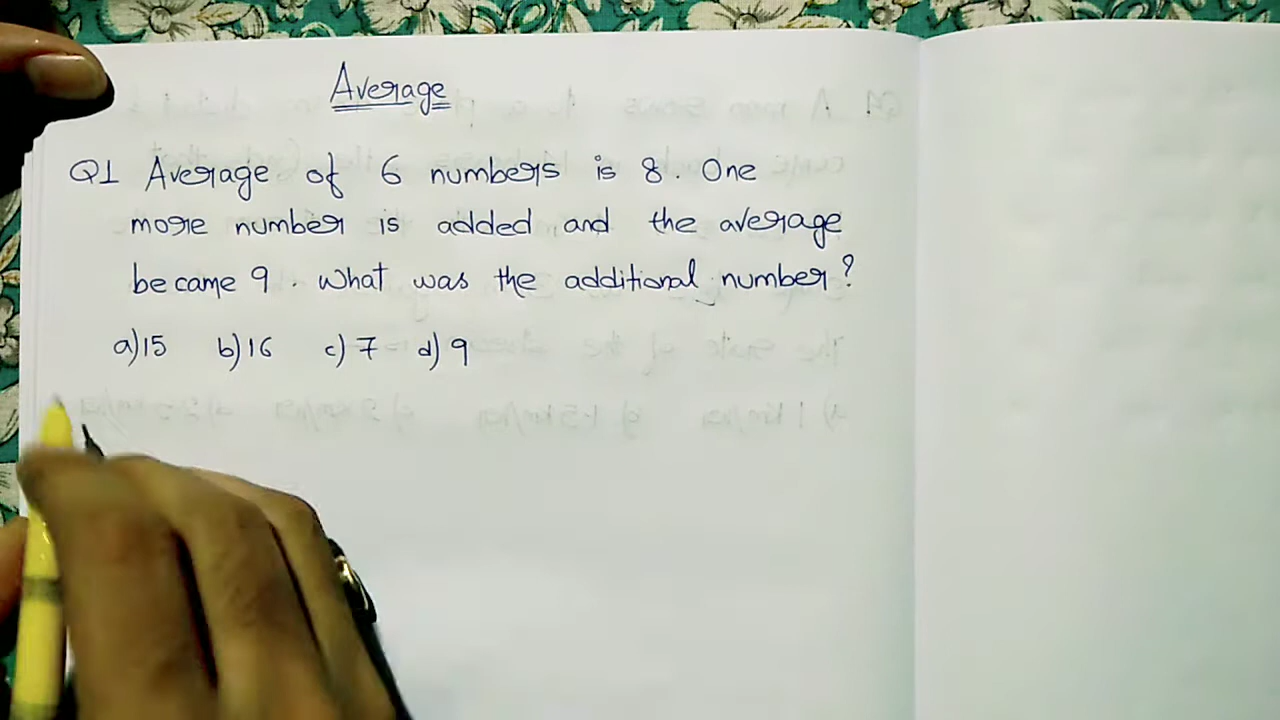 Average
Q1 Average of 6 numbers is 8. One
more number is added and the average
became 9. What was the additional number?
a) 15 b) 16 c) 7 d) 9